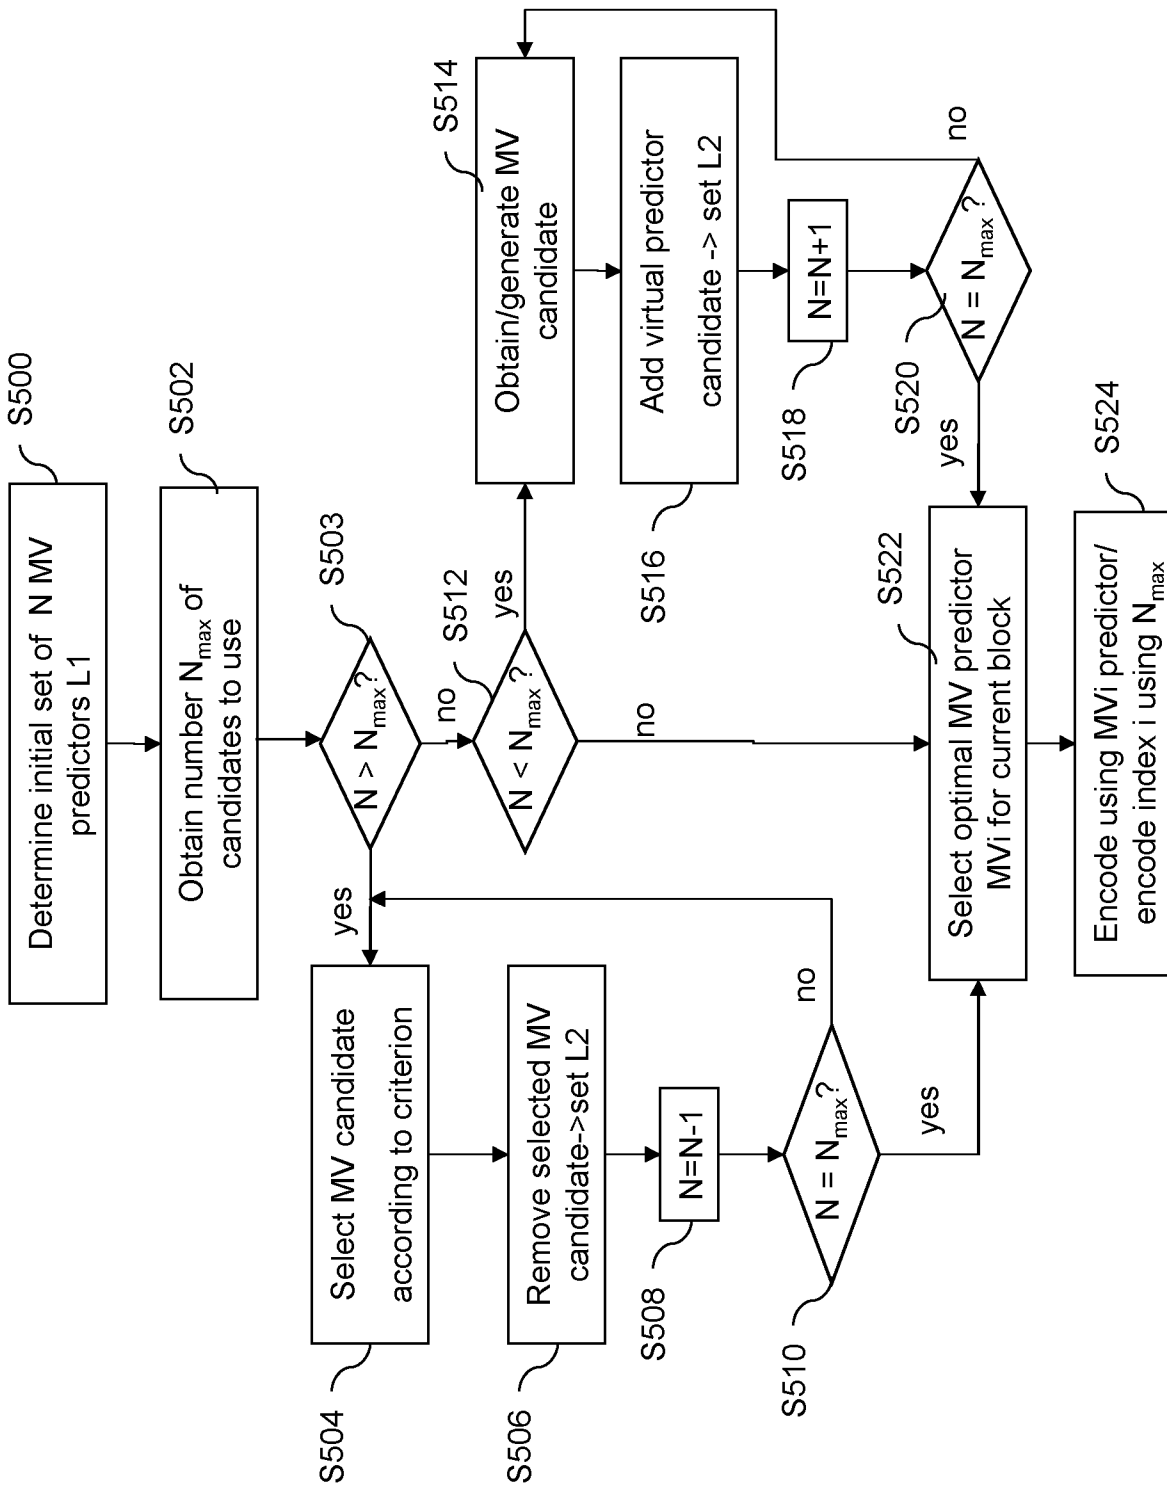 S500
Determine initial set of N MV
predictors L1
S502
Obtain number Nmax of
candidates to use
S503
N > Nmax?
yes
no
S504
Select MV candidate
according to criterion
S506
Remove selected MV
candidate->set L2
S508
N=N-1
S510
N = Nmax?
no
yes
S512
N < Nmax?
yes
no
S514
Obtain/generate MV
candidate
S516
Add virtual predictor
candidate -> set L2
S518
N=N+1
S520
N = Nmax?
no
yes
S522
Select optimal MV predictor
MVi for current block
S524
Encode using MVi predictor/
encode index i using Nmax